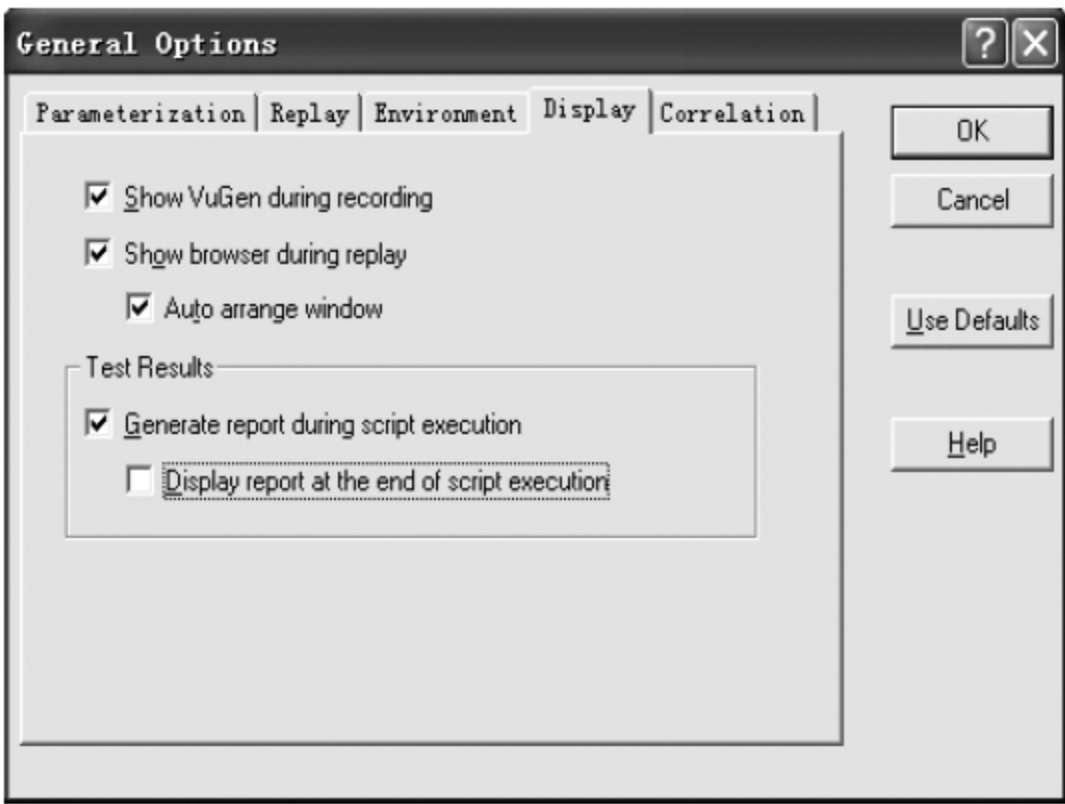 General Options
Parameterization Replay Environment Display Correlation
OK
Show VuGen during recording
Cancel
Show browser during replay
Auto arrange window
Use Defaults
Test Results
Generate report during script execution
Help
Display report at the end of script execution